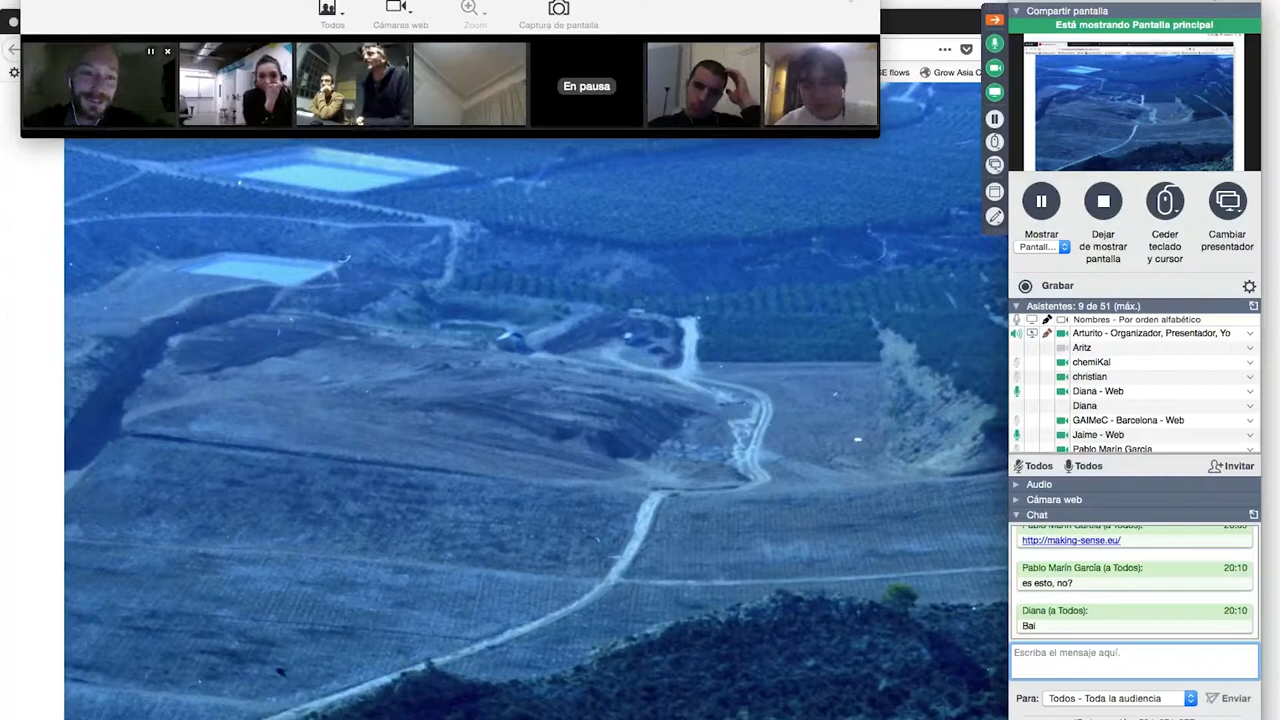 Todos
Cámaras web
Zoom
Captura de pantalla
En pausa
E flows
Grow Asia C
Compartir pantalla
Está mostrando Pantalla principal
Mostrar
Pantall...
Dejar
de mostrar
pantalla
Ceder
teclado
y cursor
Cambiar
presentador
Grabar
Asistentes: 9 de 51 (máx.)
Nombres - Por orden alfabético
Arturito - Organizador, Presentador, Yo
Aritz
chemiKal
christian
Diana - Web
Diana
GAIMeC - Barcelona - Web
Jaime - Web
Pablo Marín García
Todos
Todos
Invitar
Audio
Cámara web
Chat
Pablo Marín García (a Todos):
http://making-sense.eu/
Pablo Marín García (a Todos): 20:10
es esto, no?
Diana (a Todos): 20:10
Bai
Escriba el mensaje aquí.
Para: Todos - Toda la audiencia
Enviar